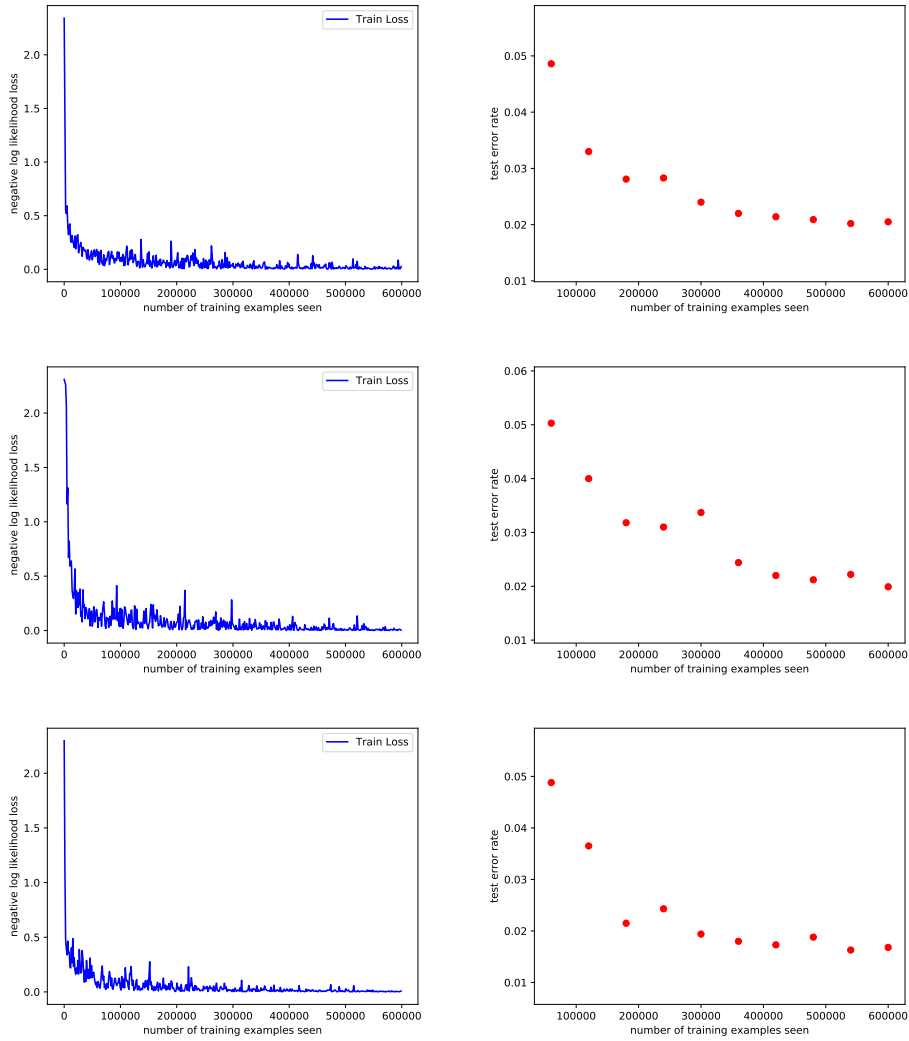 Train Loss
negative log likelihood loss
2.0
1.5
1.0
0.5
0.0
0 100000 200000 300000 400000 500000 600000
number of training examples seen
test error rate
0.05
0.04
0.03
0.02
0.01
100000 200000 300000 400000 500000 600000
number of training examples seen
Train Loss
negative log likelihood loss
2.0
1.5
1.0
0.5
0.0
0 100000 200000 300000 400000 500000 600000
number of training examples seen
test error rate
0.06
0.05
0.04
0.03
0.02
0.01
100000 200000 300000 400000 500000 600000
number of training examples seen
Train Loss
negative log likelihood loss
2.0
1.5
1.0
0.5
0.0
0 100000 200000 300000 400000 500000 600000
number of training examples seen
test error rate
0.05
0.04
0.03
0.02
0.01
100000 200000 300000 400000 500000 600000
number of training examples seen